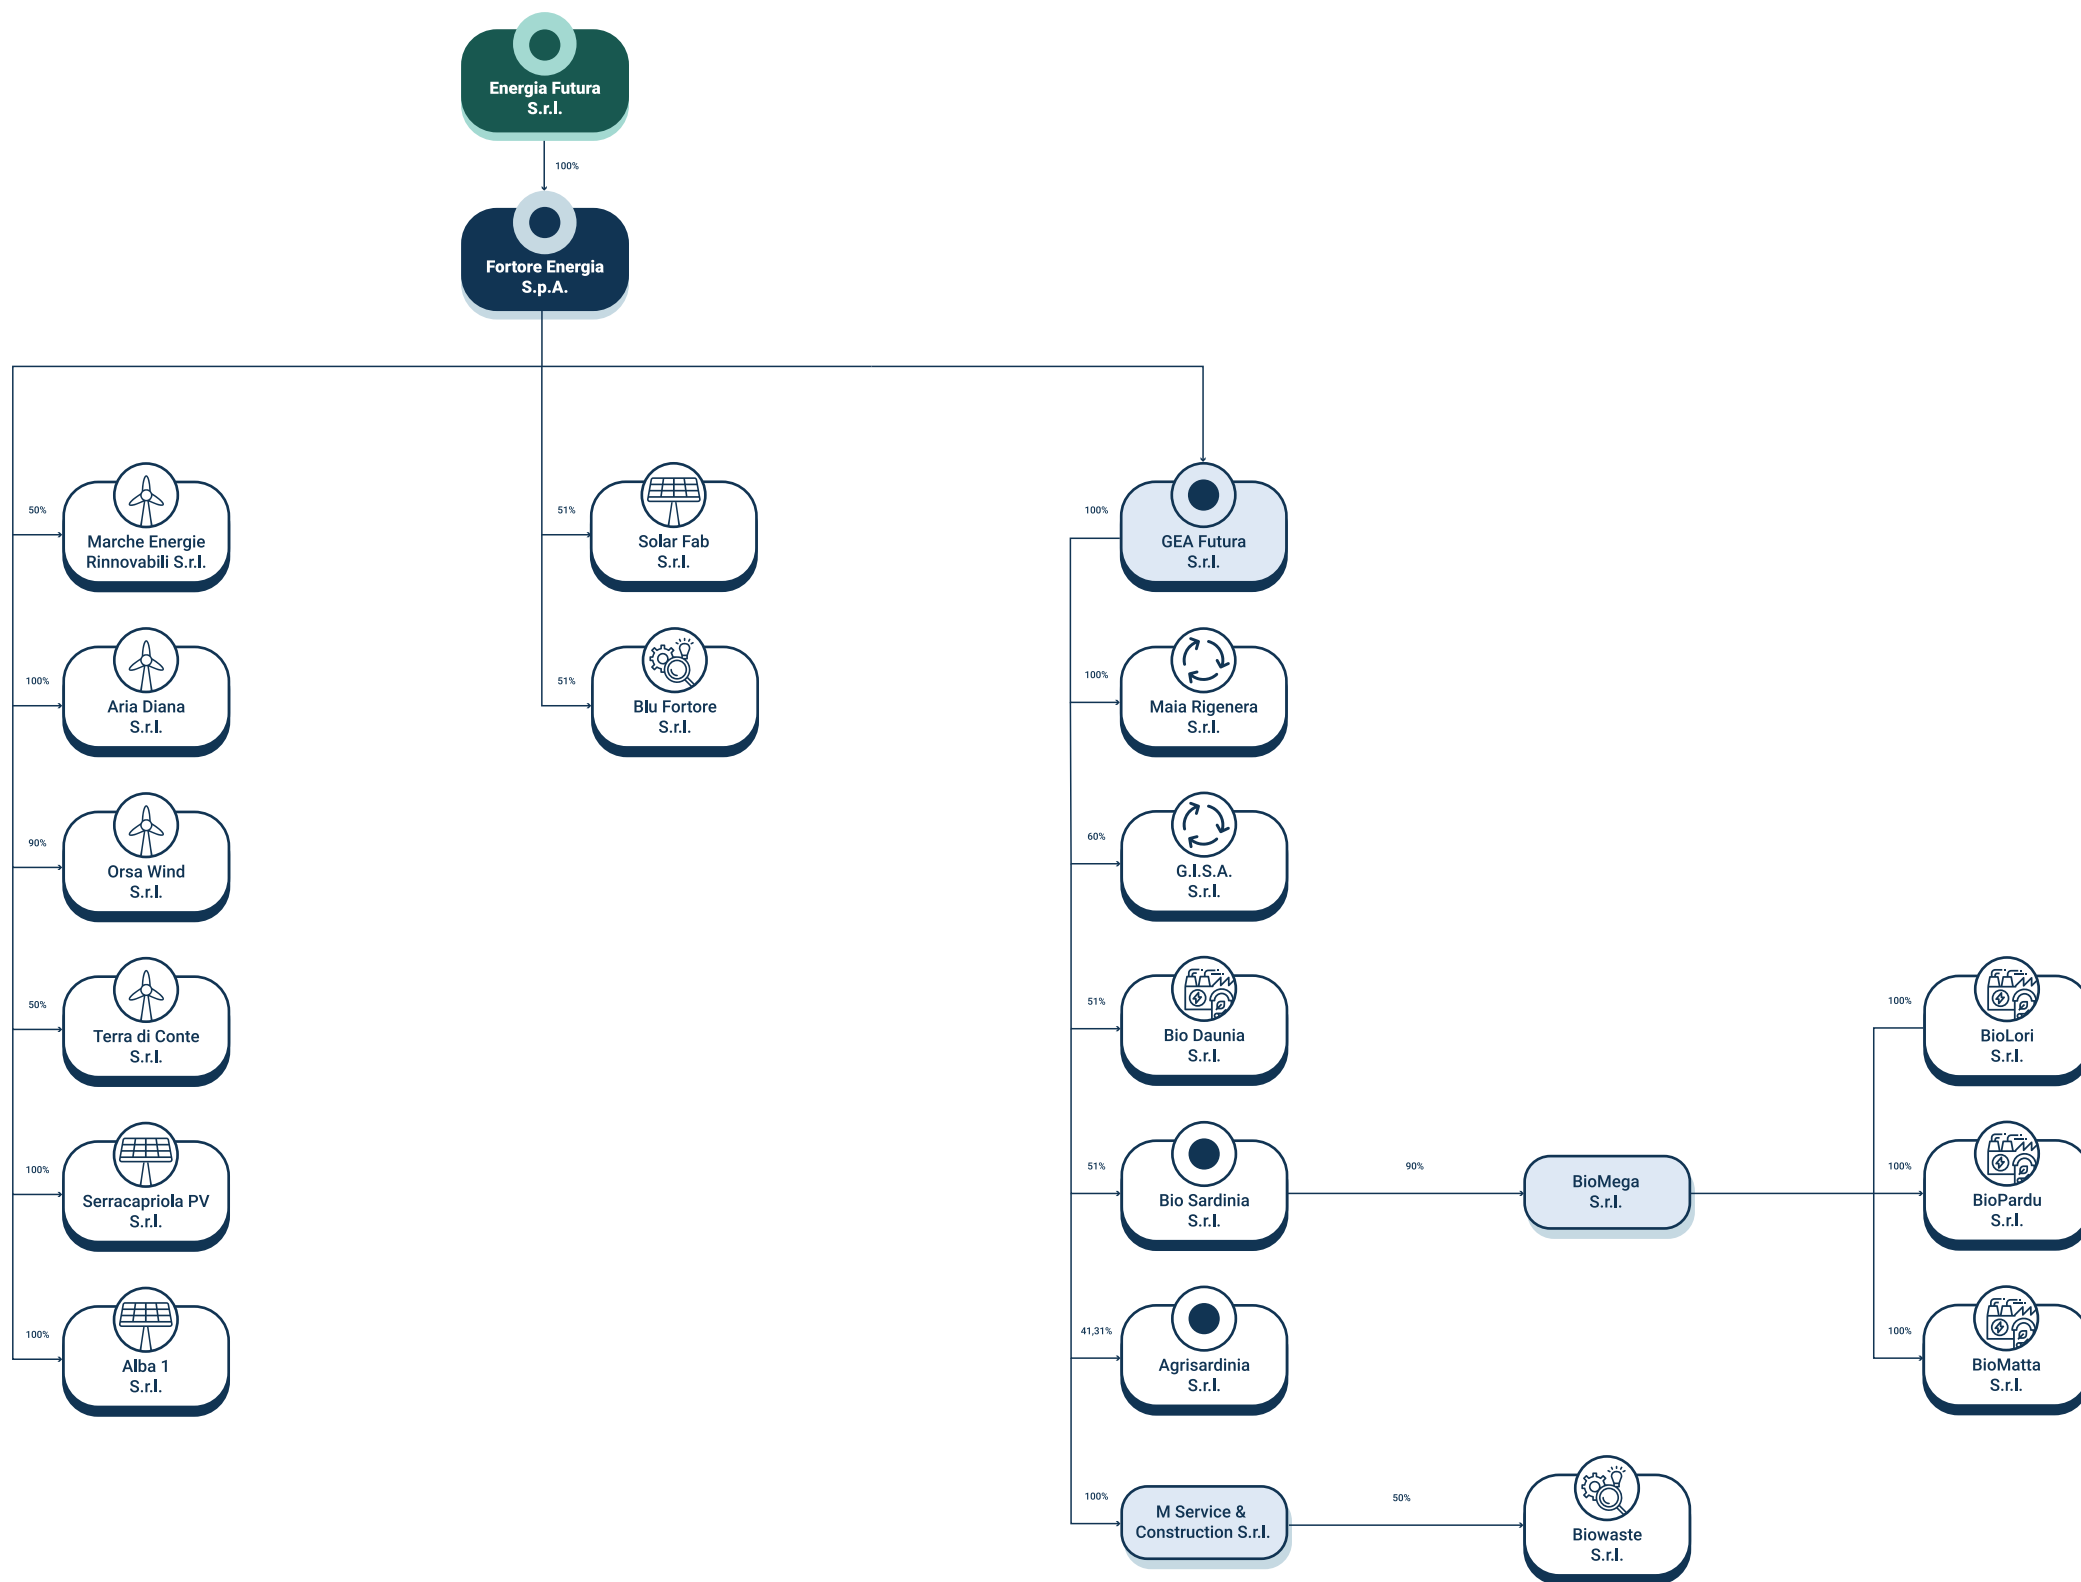 Energia Futura
S.r.l.
100%
Fortore Energia
S.p.A.
50%
Marche Energie
Rinnovabili S.r.l.
100%
Aria Diana
S.r.l.
90%
Orsa Wind
S.r.l.
50%
Terra di Conte
S.r.l.
100%
Serracapriola PV
S.r.l.
100%
Alba 1
S.r.l.
51%
Solar Fab
S.r.l.
51%
Blu Fortore
S.r.l.
100%
GEA Futura
S.r.l.
100%
Maia Rigenera
S.r.l.
60%
G.I.S.A.
S.r.l.
51%
Bio Daunia
S.r.l.
51%
Bio Sardinia
S.r.l.
90%
BioMega
S.r.l.
100%
BioLori
S.r.l.
100%
BioPardu
S.r.l.
100%
BioMatta
S.r.l.
41,31%
Agrisardinia
S.r.l.
100%
M Service &
Construction S.r.l.
50%
Biowaste
S.r.l.